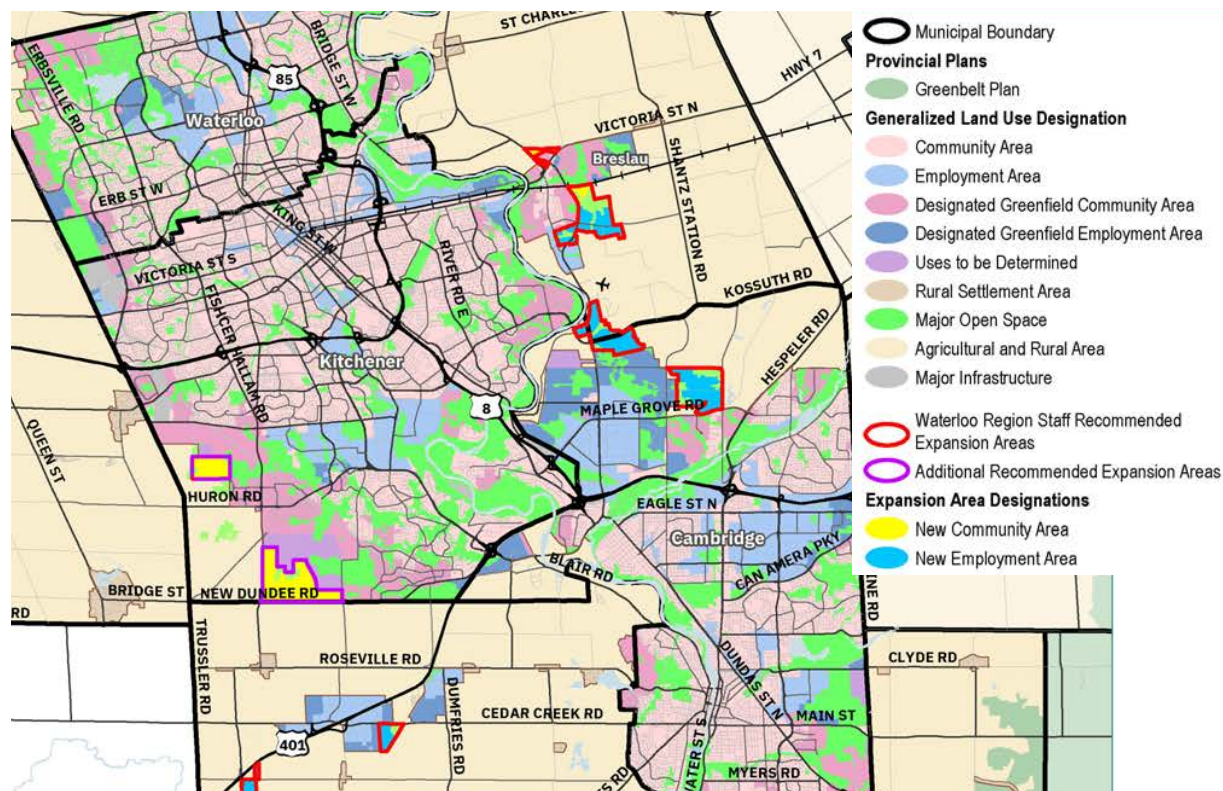 ST CHARLES
ERBSVILLE RD
BRIDGE ST W
85
HWY 7
Waterloo
VICTORIA ST N
Breslau
SHANTZ STATION RD
ERB ST W
KING ST W
VICTORIA ST S
RIVER RD E
FISHCER HALLAM RD
KOSSUTH RD
HESPELER RD
Kitchener
8
MAPLE GROVE RD
QUEEN ST
HURON RD
EAGLE ST N
Cambridge
CAN AMERA PKY
BLAIR RD
BRIDGE ST
NEW DUNDEE RD
RD
INE RD
TRUSSLER RD
ROSEVILLE RD
DUNDAS ST N
CLYDE RD
DUMFRIES RD
CEDAR CREEK RD
MAIN ST
401
WATER ST S
MYERS RD
S RD
Municipal Boundary
Provincial Plans
Greenbelt Plan
Generalized Land Use Designation
Community Area
Employment Area
Designated Greenfield Community Area
Designated Greenfield Employment Area
Uses to be Determined
Rural Settlement Area
Major Open Space
Agricultural and Rural Area
Major Infrastructure
Waterloo Region Staff Recommended
Expansion Areas
Additional Recommended Expansion Areas
Expansion Area Designations
New Community Area
New Employment Area